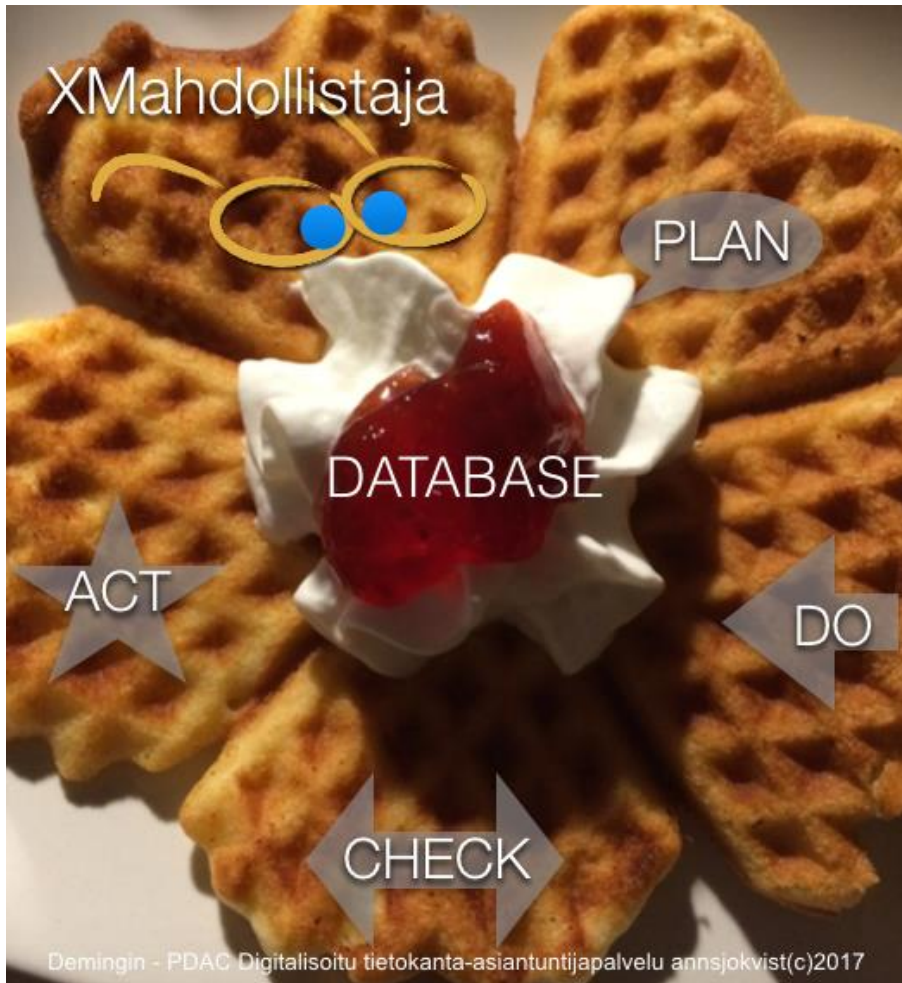 XMahdollistaja
PLAN
DATABASE
ACT
DO
CHECK
Demingin - PDAC Digitalisoitu tietokanta-asiantuntijapalvelu annsjokvist(c)2017